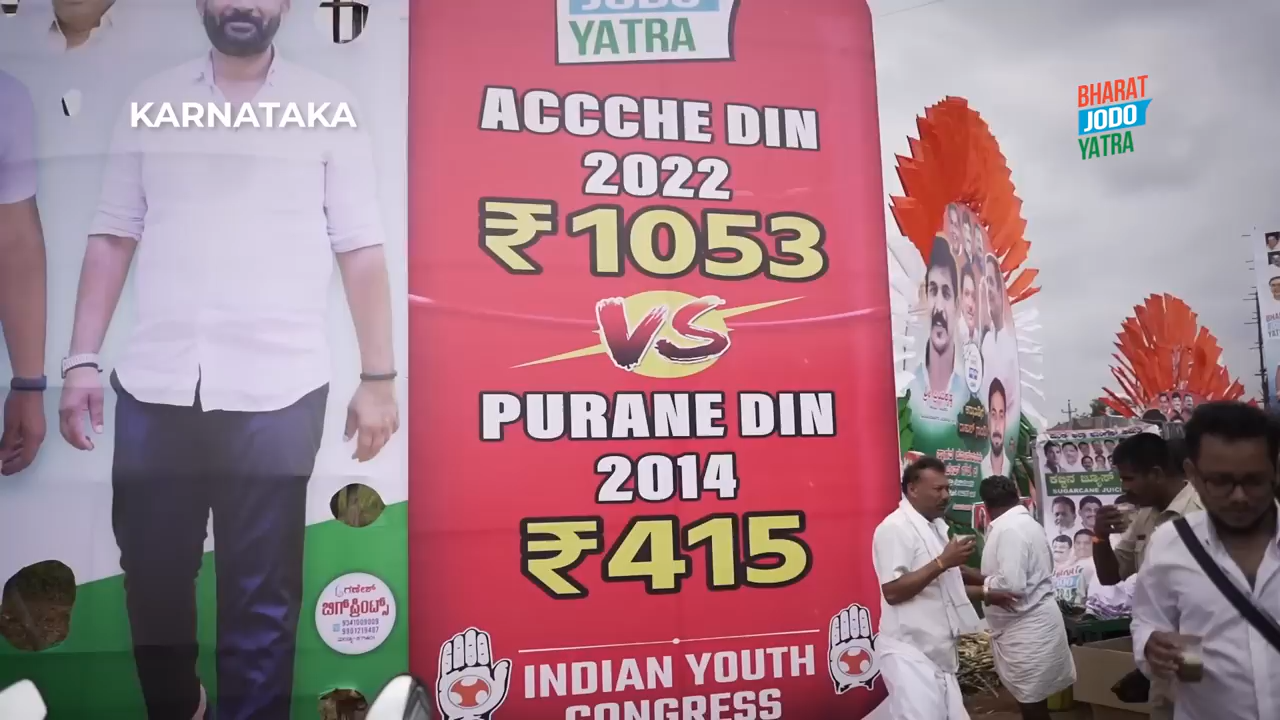 KARNATAKA
JODO
YATRA
ACCCHE DIN
2022
₹1053
VS
PURANE DIN
2014
₹415
INDIAN YOUTH
CONGRESS
BHARAT
JODO
YATRA
ಬಿಗ್‌ಪ್ರಿಂಟ್ಸ್
ಕಬ್ಬಿನ ಜ್ಯೂಸ್
SUGARCANE JUICE